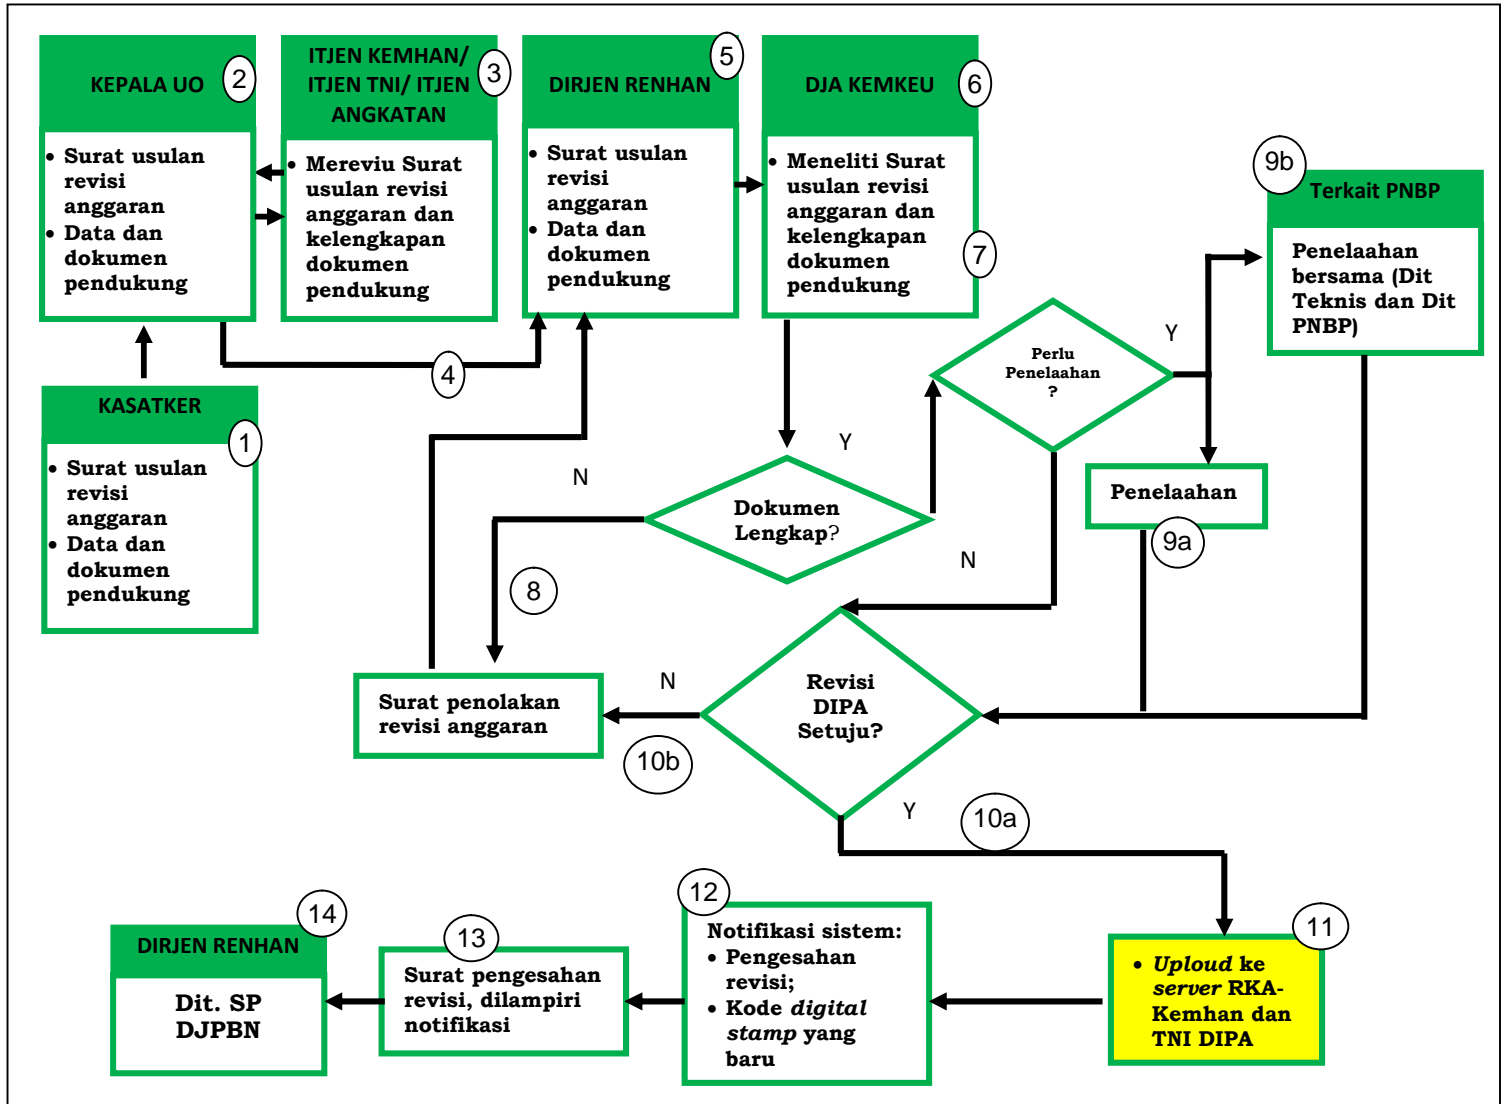 KEPALA UO
2
• Surat usulan
revisi
anggaran
• Data dan
dokumen
pendukung
ITJEN KEMHAN/
ITJEN TNI/ ITJEN
ANGKATAN
3
• Mereviu Surat
usulan revisi
anggaran dan
kelengkapan
dokumen
pendukung
DIRJEN RENHAN
5
• Surat usulan
revisi
anggaran
• Data dan
dokumen
pendukung
DJA KEMKEU
6
• Meneliti Surat
usulan revisi
anggaran dan
kelengkapan
dokumen
pendukung
7
9b
Terkait PNBP
Penelaahan
bersama (Dit
Teknis dan Dit
PNBP)
4
KASATKER
1
• Surat usulan
revisi
anggaran
• Data dan
dokumen
pendukung
Perlu
Penelaahan
?
Y
Y
N
Dokumen
Lengkap?
Penelaahan
9a
N
8
Surat penolakan
revisi anggaran
N
10b
Revisi
DIPA
Setuju?
Y
10a
11
• Uploud ke
server RKA-
Kemhan dan
TNI DIPA
12
Notifikasi sistem:
• Pengesahan
revisi;
• Kode digital
stamp yang
baru
13
Surat pengesahan
revisi, dilampiri
notifikasi
14
DIRJEN RENHAN
Dit. SP
DJPBN